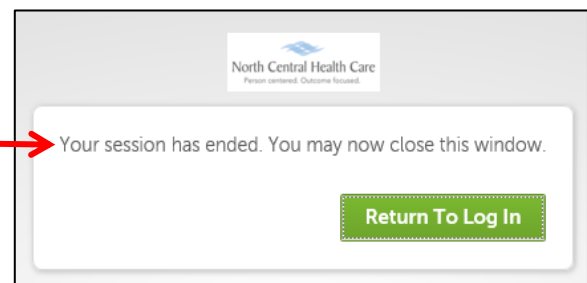 North Central Health Care
Person centered. Outcome focused.
Your session has ended. You may now close this window.
Return To Log In